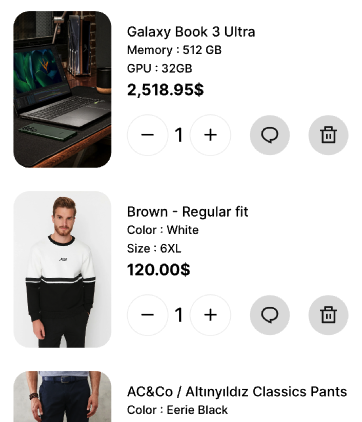 Galaxy Book 3 Ultra
Memory : 512 GB
GPU : 32GB
2,518.95$
1
Brown - Regular fit
Color : White
Size : 6XL
120.00$
1
AC&Co / Altınyıldız Classics Pants
Color : Eerie Black